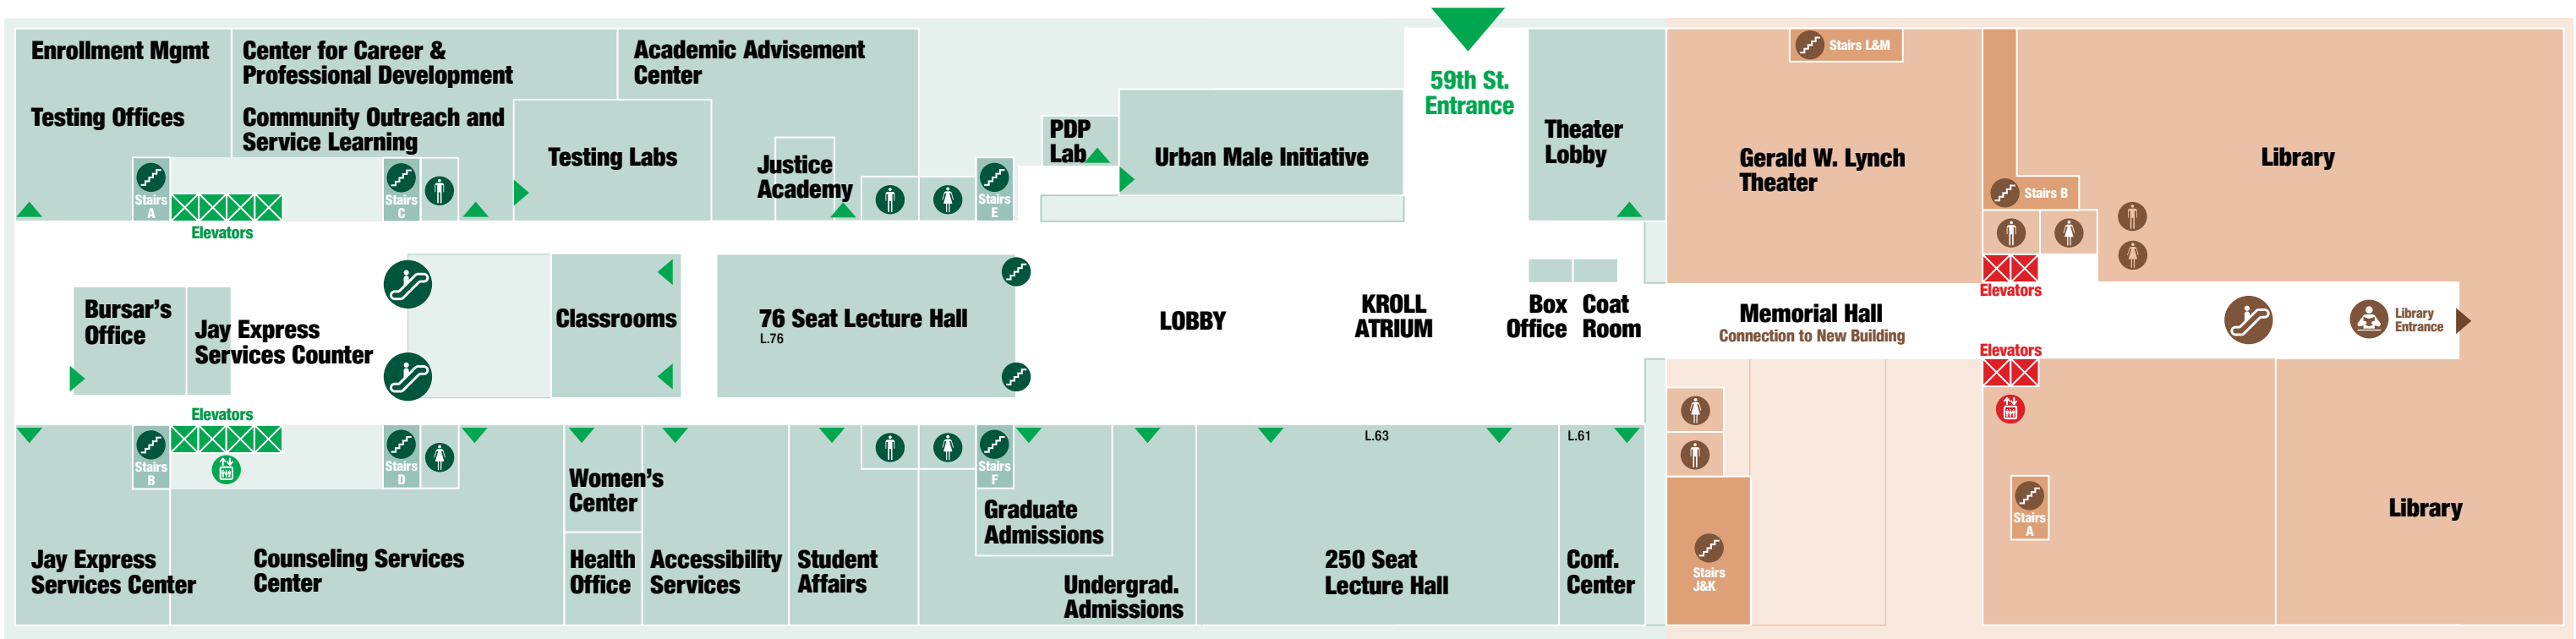 Enrollment Mgmt
Testing Offices
Center for Career &
Professional Development
Community Outreach and
Service Learning
Academic Advisement
Center
Testing Labs
Justice
Academy
Stairs
A
Elevators
Stairs
C
Stairs
E
PDP
Lab
Urban Male Initiative
59th St.
Entrance
Theater
Lobby
Stairs L&M
Gerald W. Lynch
Theater
Stairs B
Library
Elevators
Bursar's
Office
Jay Express
Services Counter
Classrooms
76 Seat Lecture Hall
L.76
LOBBY
KROLL
ATRIUM
Box
Office
Coat
Room
Memorial Hall
Connection to New Building
Library
Entrance
Elevators
Elevators
Stairs
B
Stairs
D
Stairs
F
L.63
L.61
Women's
Center
Graduate
Admissions
Jay Express
Services Center
Counseling Services
Center
Health
Office
Accessibility
Services
Student
Affairs
Undergrad.
Admissions
250 Seat
Lecture Hall
Conf.
Center
Stairs
J&K
Stairs
A
Library